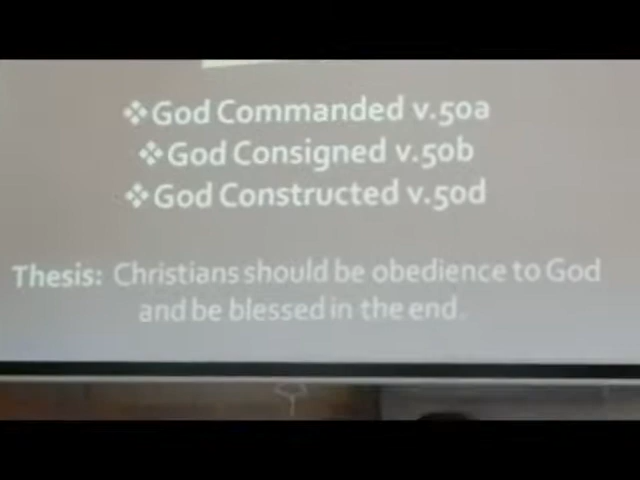 ❖God Commanded v.50a
❖God Consigned v.50b
❖God Constructed v.50d
Thesis: Christians should be obedience to God
and be blessed in the end.